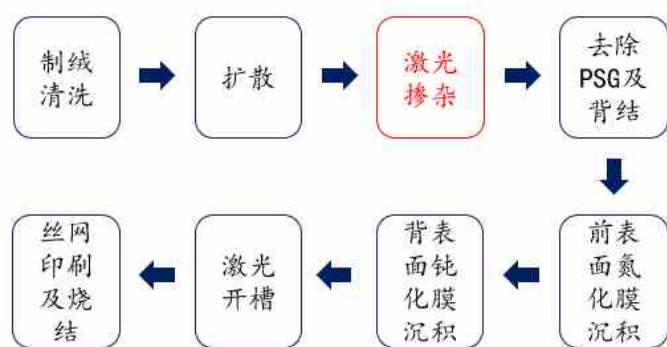 制绒
清洗
扩散
激光
掺杂
去除
PSG及
背结
前表
面氮
化膜
沉积
背表
面钝
化膜
沉积
激光
开槽
丝网
印刷
及烧
结